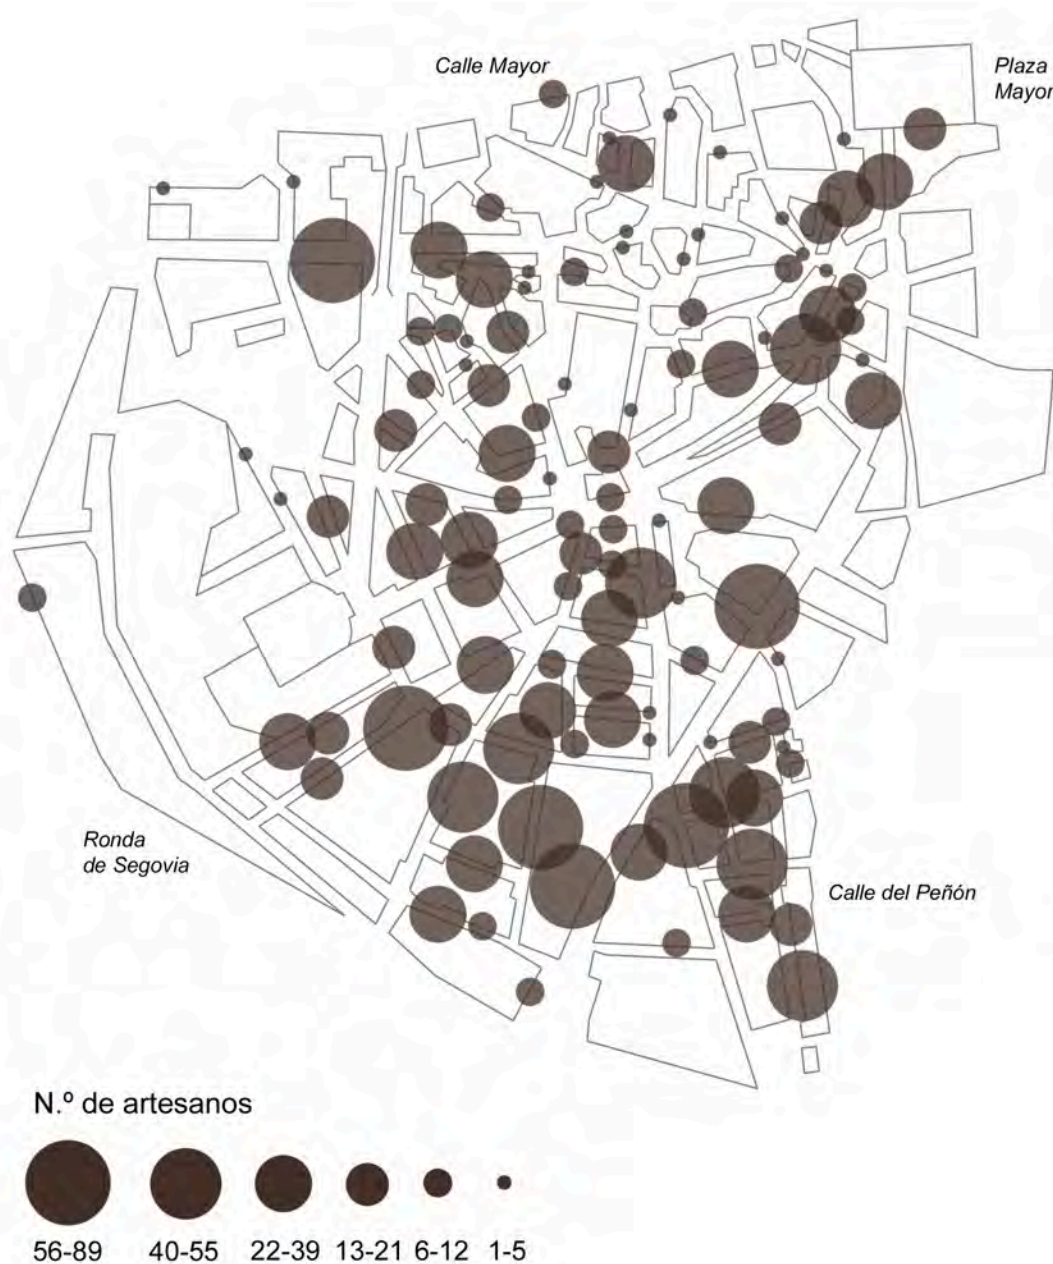 Calle Mayor
Plaza
Mayor
Ronda
de Segovia
Calle del Peñón
N.º de artesanos
56-89 40-55 22-39 13-21 6-12 1-5